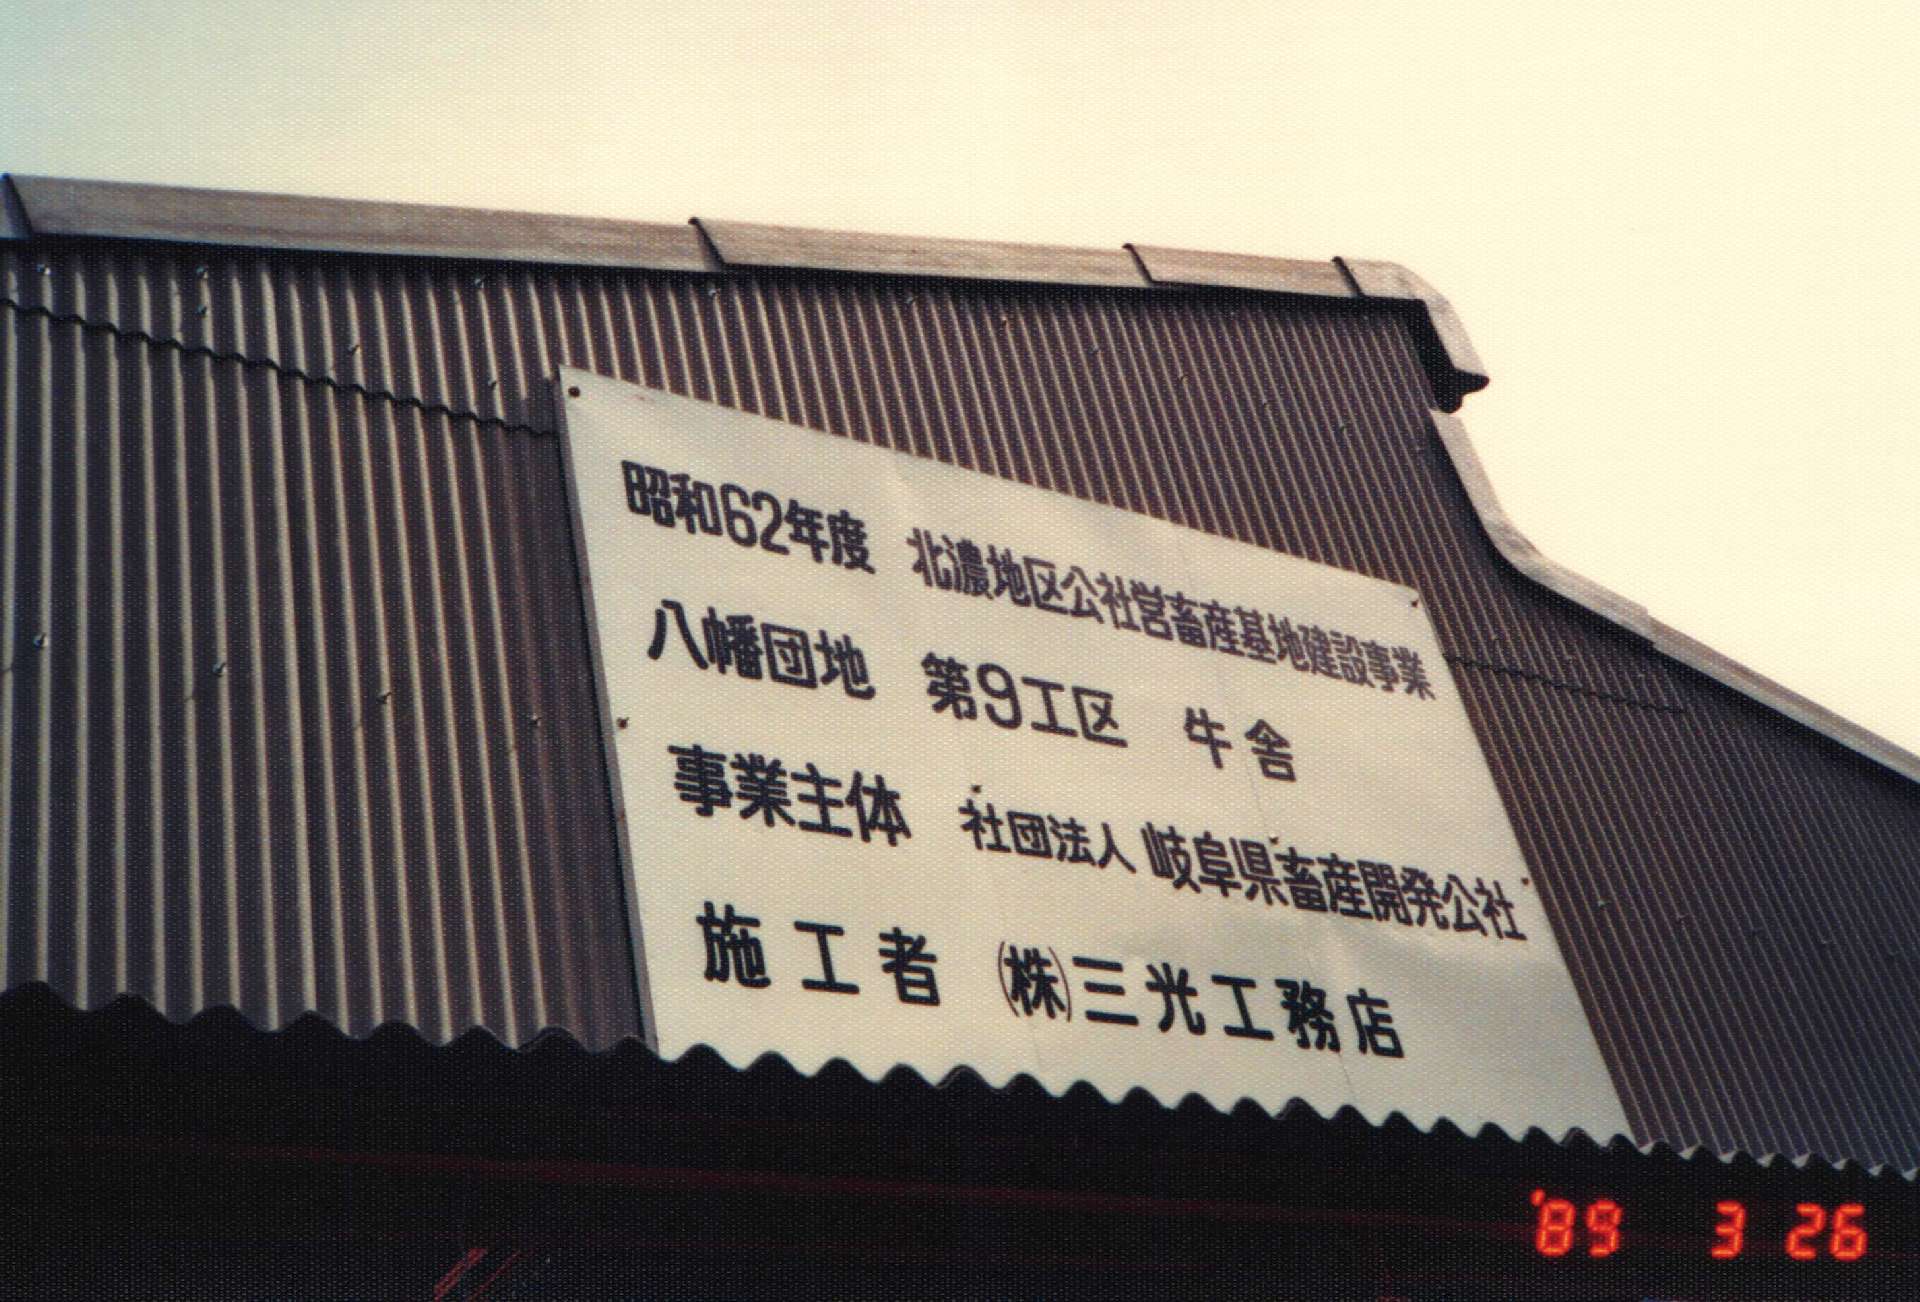 昭和62年度 北濃地区公社営畜産基地建設事業
八幡団地 第9工区 牛舎
事業主体 社団法人 岐阜県畜産開発公社
施工者 (株)三光工務店
'89 3 26